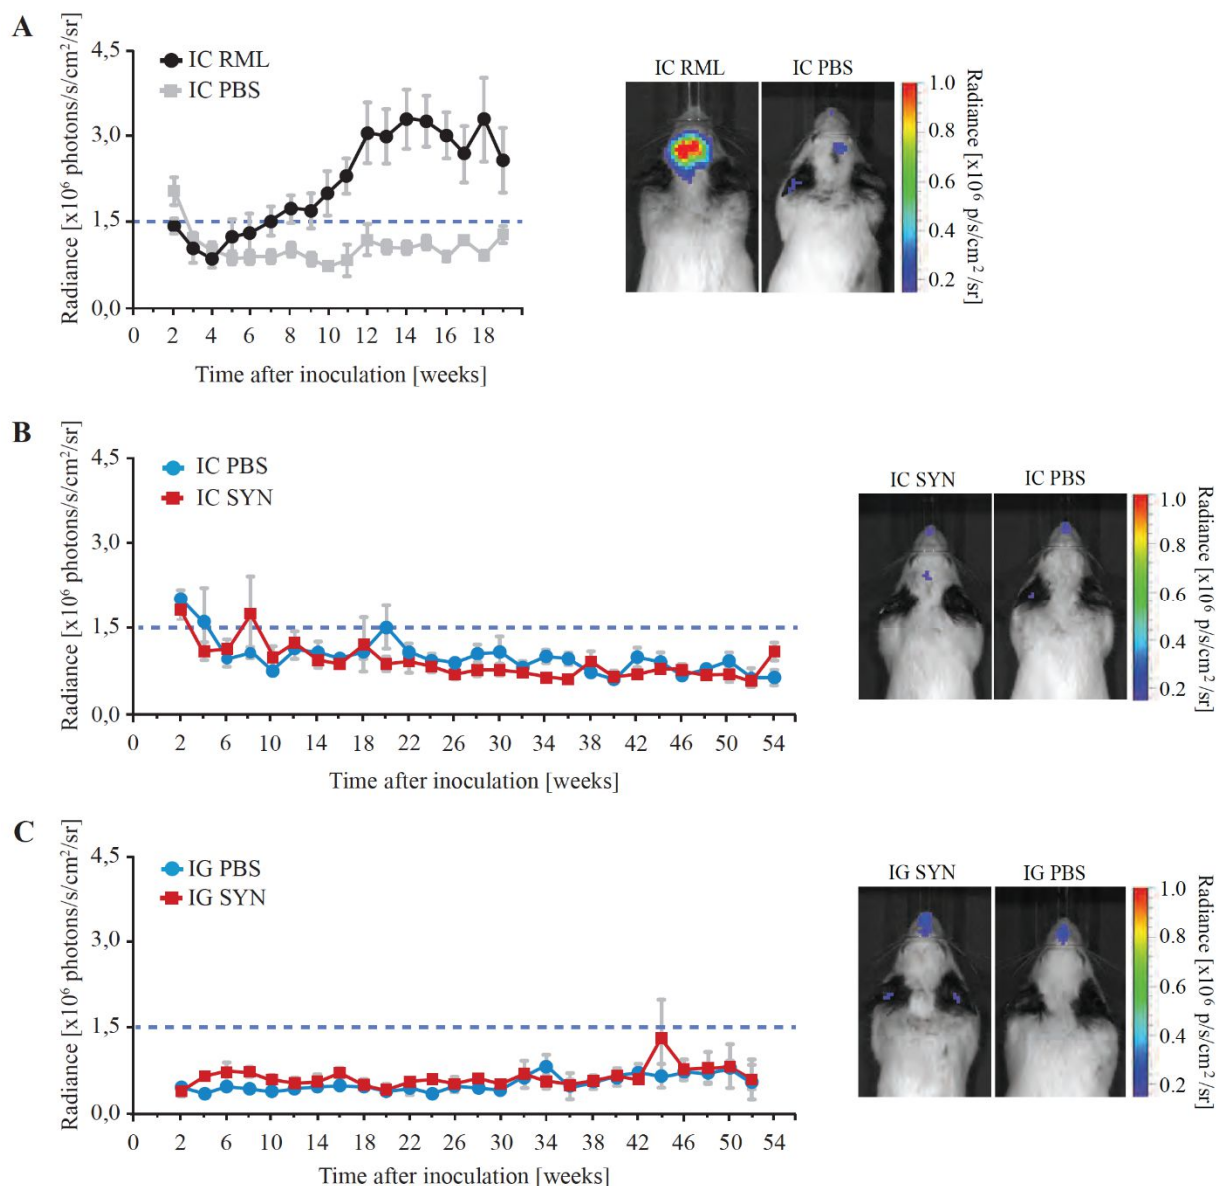 A
Radiance [x10⁶ photons/s/cm²/sr]
4,5
3,0
1,5
0,0
IC RML
IC PBS
0 2 4 6 8 10 12 14 16 18
Time after inoculation [weeks]
IC RML IC PBS
1.0
0.8
0.6
0.4
0.2
Radiance [x10⁶ p/s/cm²/sr]
B
Radiance [x10⁶ photons/s/cm²/sr]
4,5
3,0
1,5
0,0
IC PBS
IC SYN
0 2 6 10 14 18 22 26 30 34 38 42 46 50 54
Time after inoculation [weeks]
IC SYN IC PBS
1.0
0.8
0.6
0.4
0.2
Radiance [x10⁶ p/s/cm²/sr]
C
Radiance [x10⁶ photons/s/cm²/sr]
4,5
3,0
1,5
0,0
IG PBS
IG SYN
0 2 6 10 14 18 22 26 30 34 38 42 46 50 54
Time after inoculation [weeks]
IG SYN IG PBS
1.0
0.8
0.6
0.4
0.2
Radiance [x10⁶ p/s/cm²/sr]